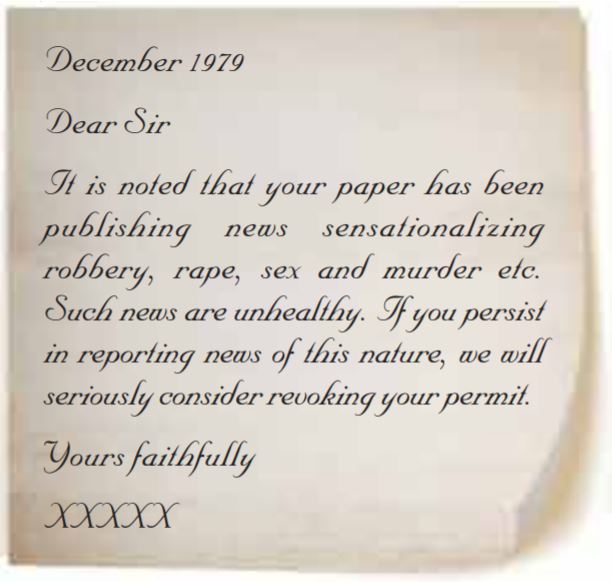 December 1979
Dear Sir
It is noted that your paper has been
publishing news sensationalizing
robbery, rape, sex and murder etc.
Such news are unhealthy. If you persist
in reporting news of this nature, we will
seriously consider revoking your permit.
Yours faithfully
XXXXX